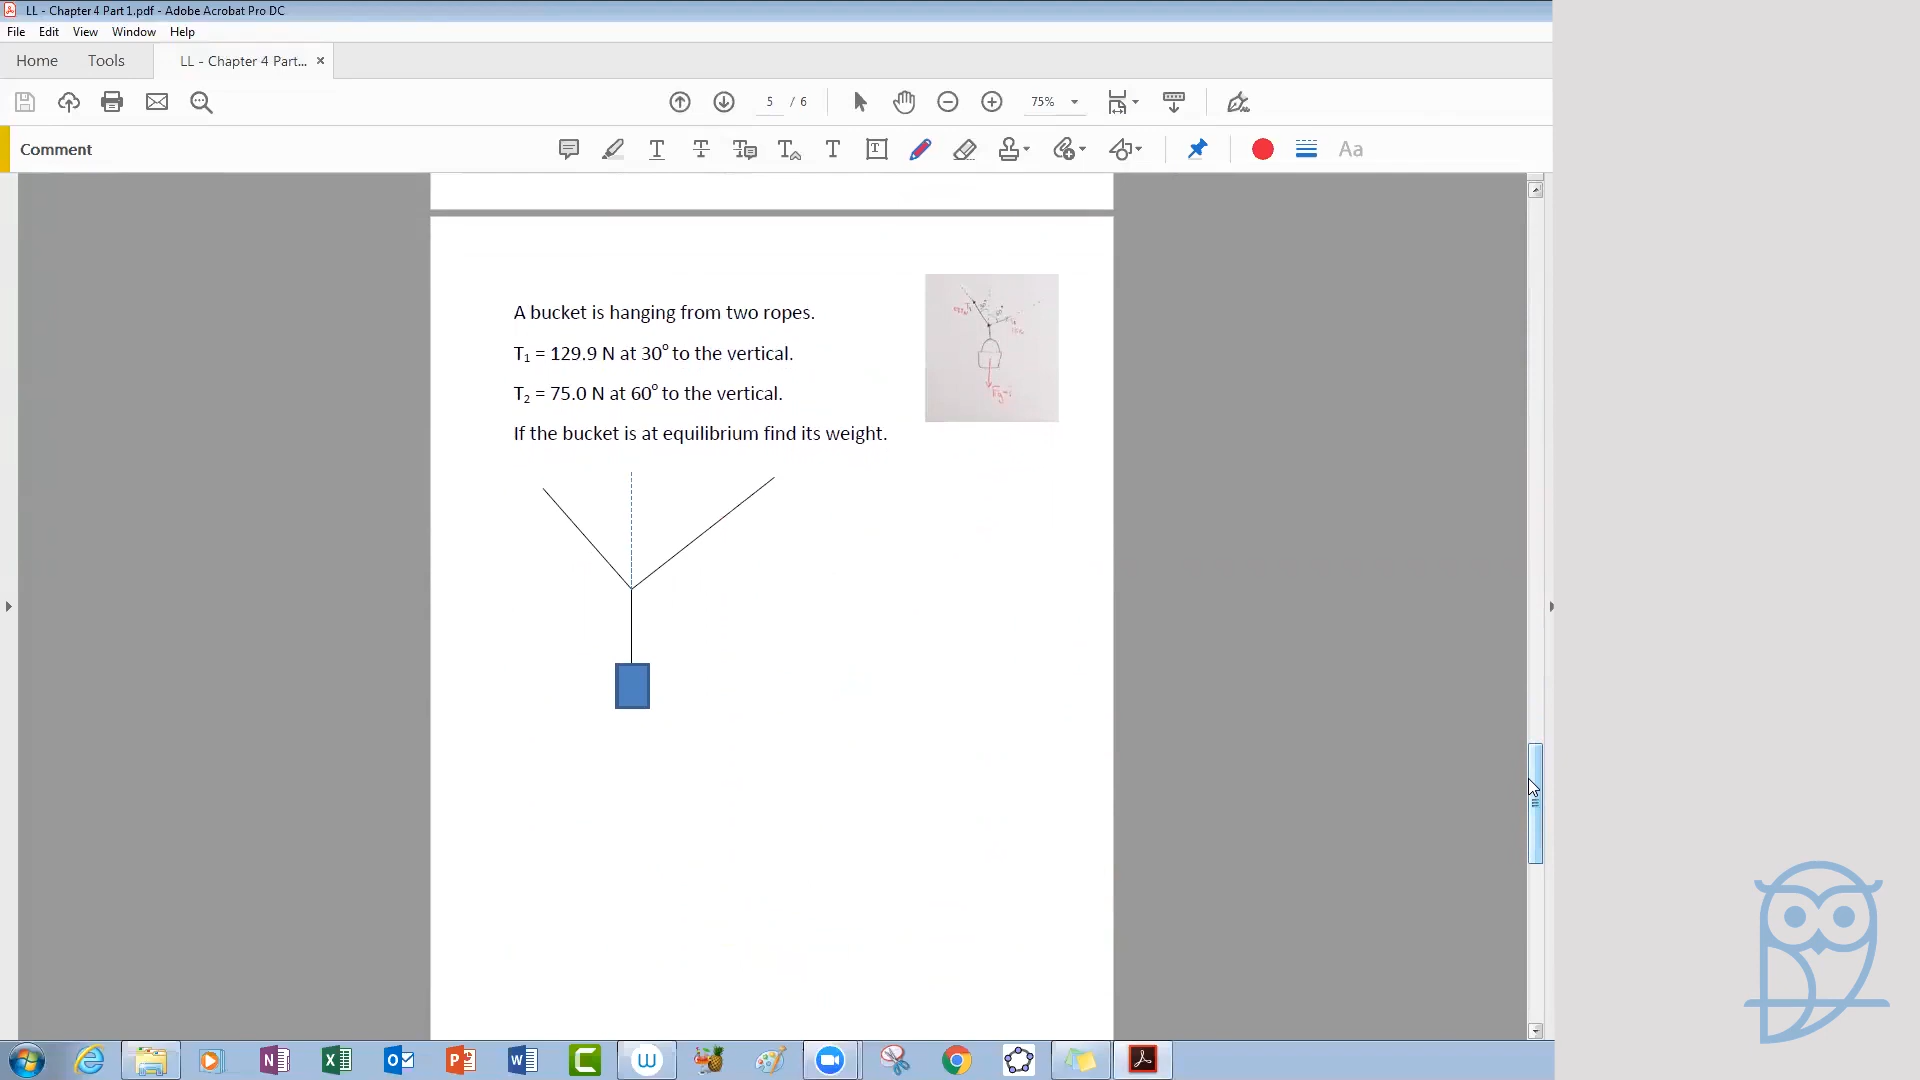 LL - Chapter 4 Part 1.pdf - Adobe Acrobat Pro DC
File Edit View Window Help
Home Tools LL - Chapter 4 Part... ×
5 / 6 75%
Comment
Aa
A bucket is hanging from two ropes.
T₁ = 129.9 N at 30° to the vertical.
T₂ = 75.0 N at 60° to the vertical.
If the bucket is at equilibrium find its weight.